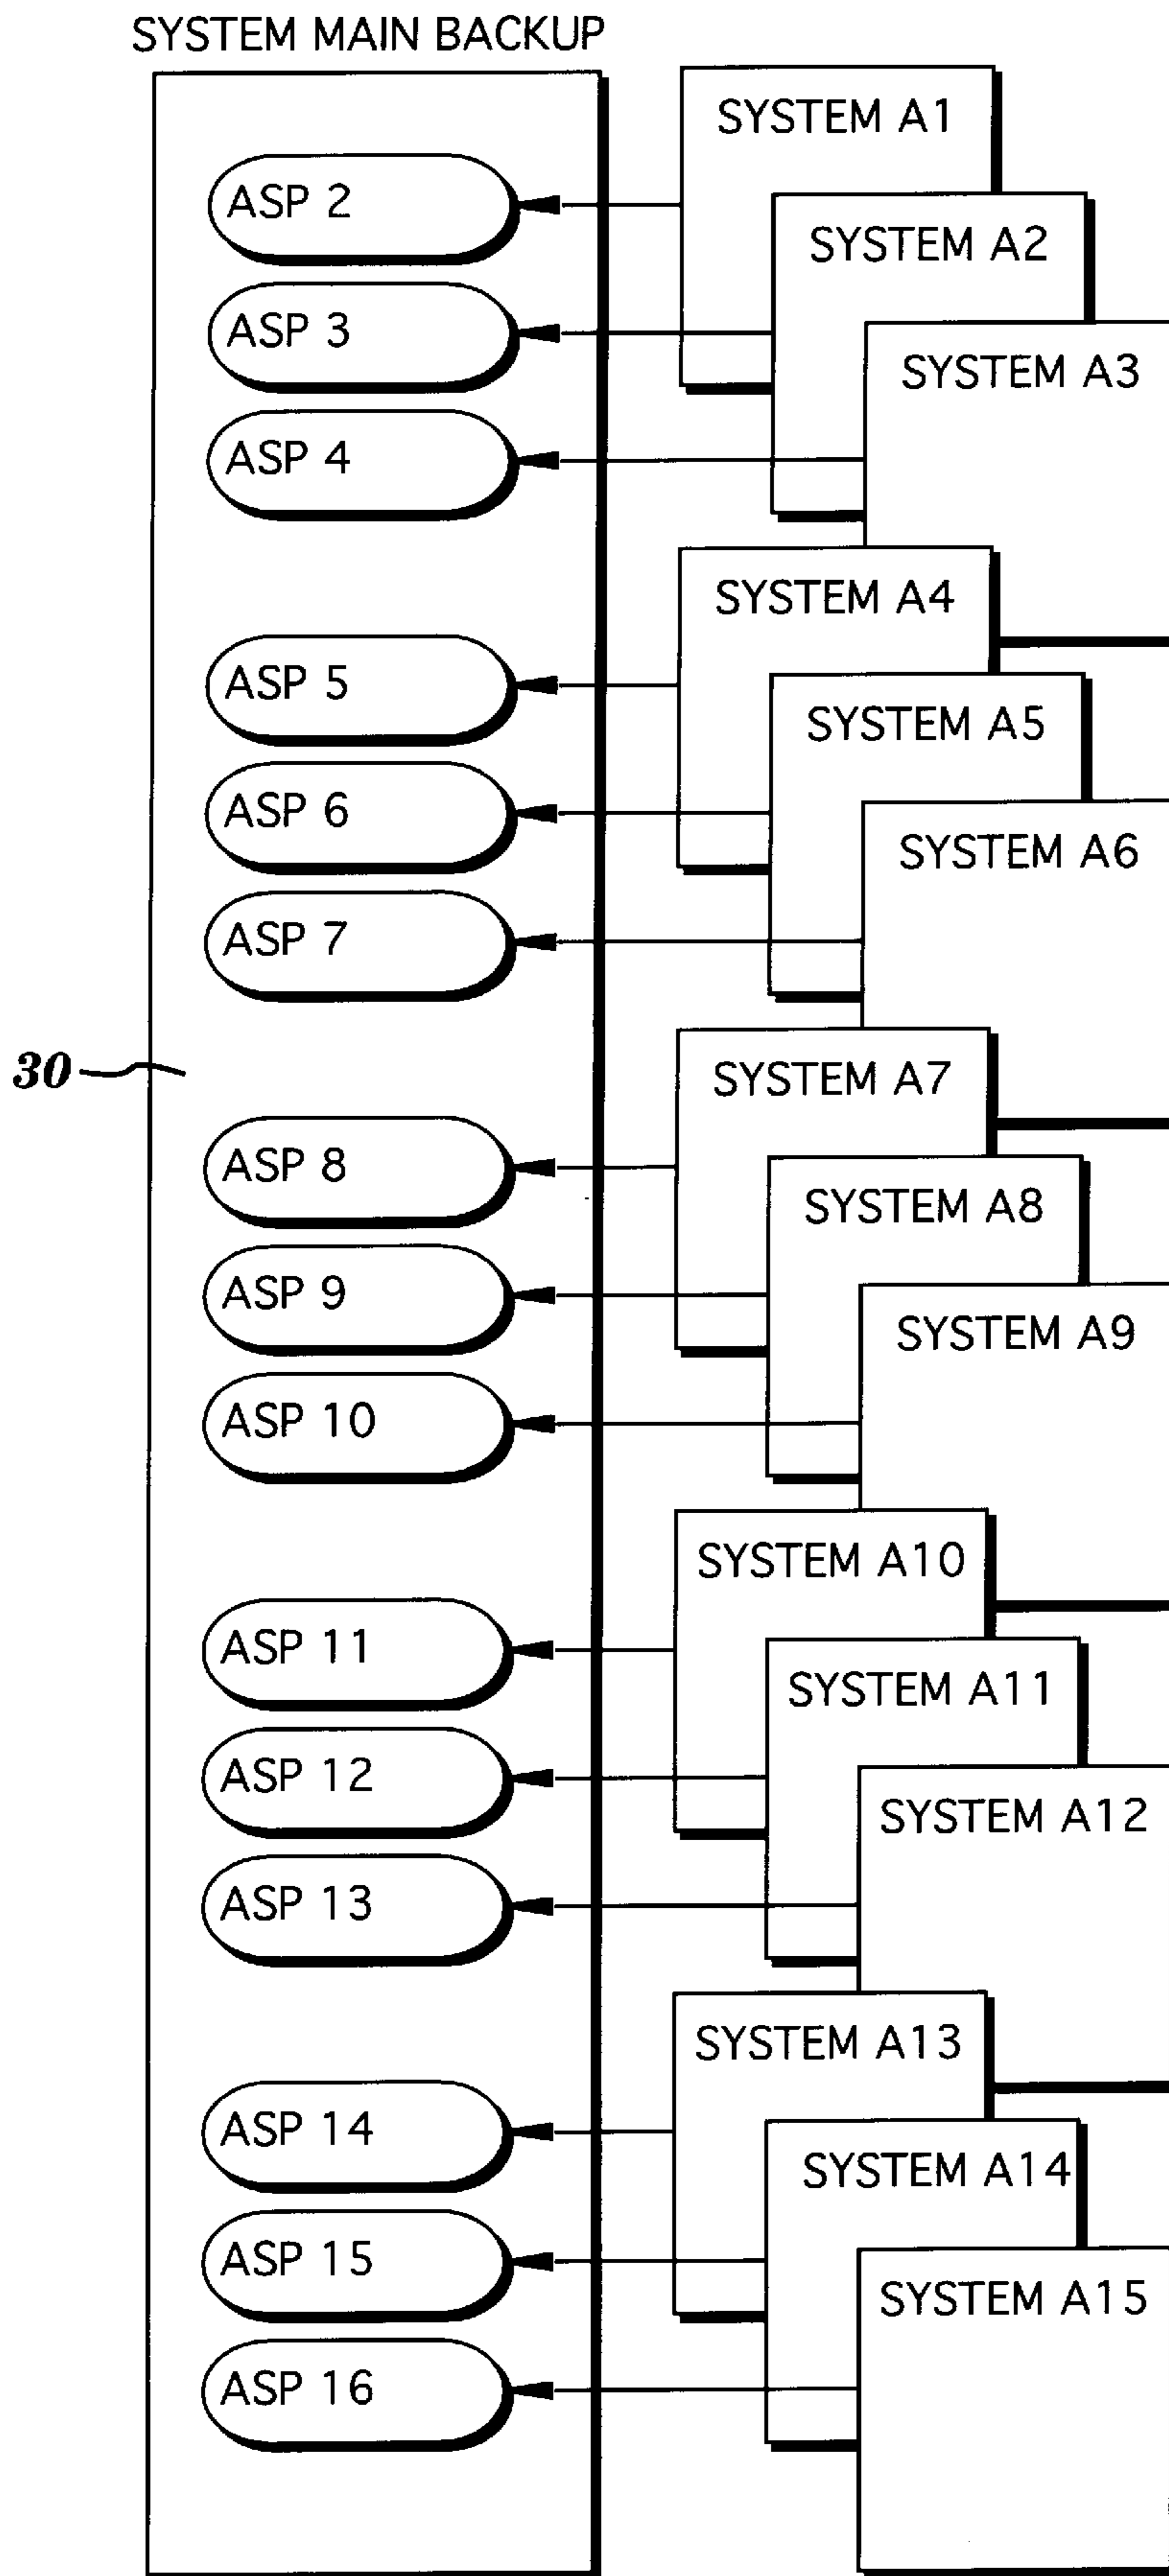 SYSTEM MAIN BACKUP
SYSTEM A1
ASP 2
SYSTEM A2
ASP 3
SYSTEM A3
ASP 4
SYSTEM A4
ASP 5
SYSTEM A5
ASP 6
SYSTEM A6
ASP 7
30
SYSTEM A7
ASP 8
SYSTEM A8
ASP 9
SYSTEM A9
ASP 10
SYSTEM A10
ASP 11
SYSTEM A11
ASP 12
SYSTEM A12
ASP 13
SYSTEM A13
ASP 14
SYSTEM A14
ASP 15
SYSTEM A15
ASP 16